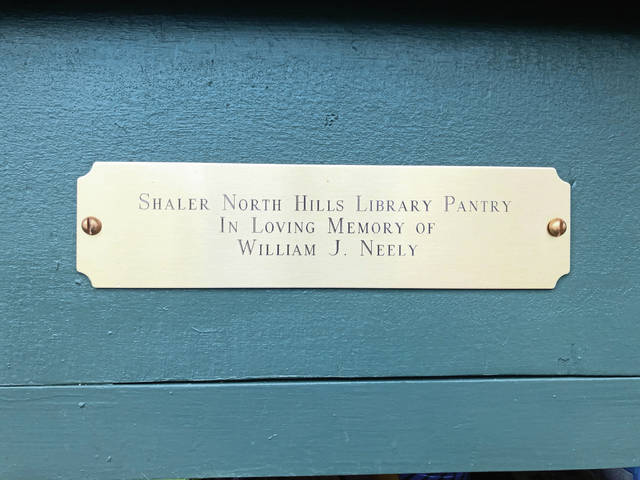 Shaler North Hills Library Pantry
In Loving Memory of
William J. Neely